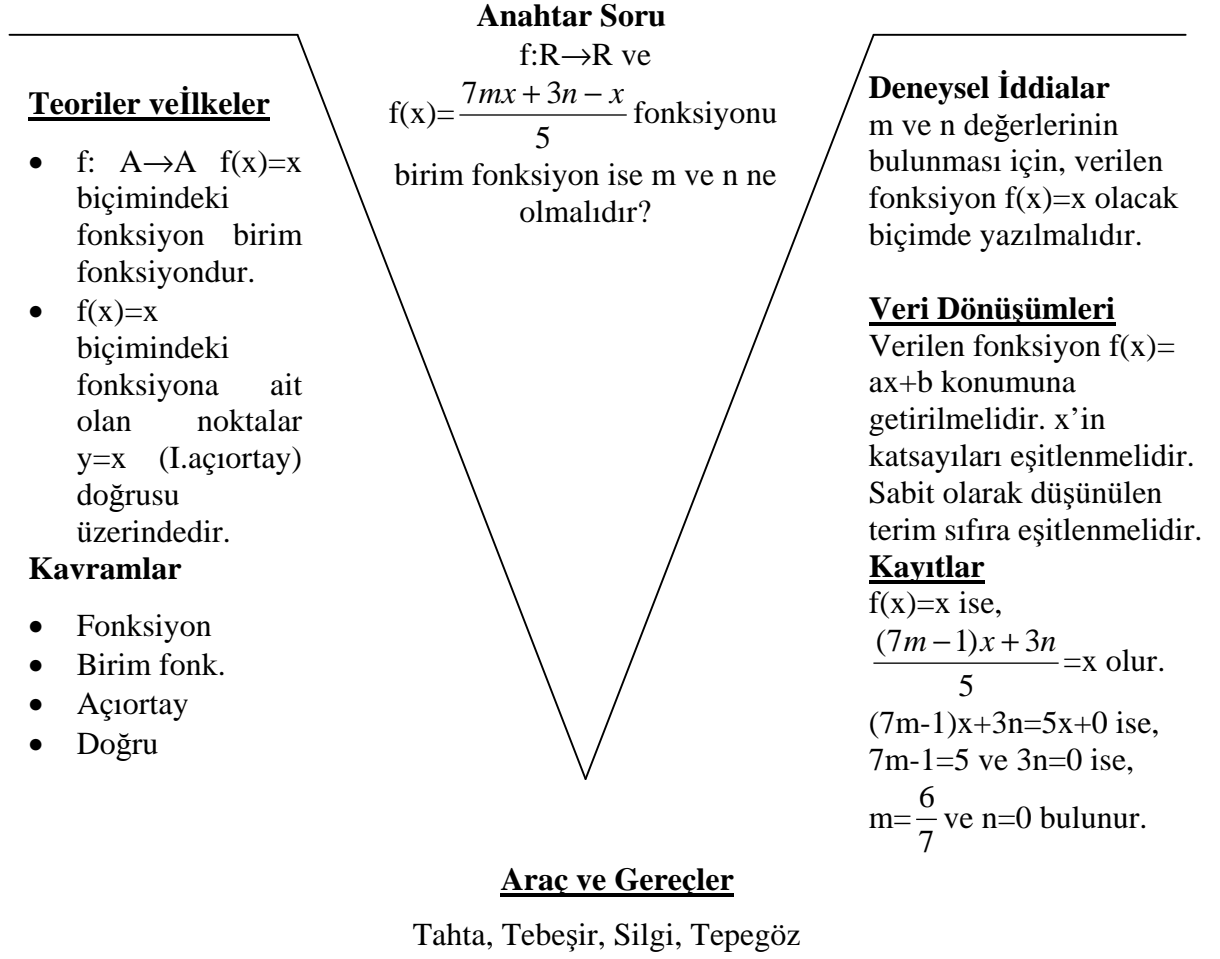 Anahtar Soru
f:R→R ve
f(x)=(7mx + 3n − x)/5 fonksiyonu
birim fonksiyon ise m ve n ne
olmalıdır?
Teoriler veİlkeler
• f: A→A f(x)=x
biçimindeki
fonksiyon birim
fonksiyondur.
• f(x)=x
biçimindeki
fonksiyona ait
olan noktalar
y=x (I.açıortay)
doğrusu
üzerindedir.
Kavramlar
• Fonksiyon
• Birim fonk.
• Açıortay
• Doğru
Deneysel İddialar
m ve n değerlerinin
bulunması için, verilen
fonksiyon f(x)=x olacak
biçimde yazılmalıdır.
Veri Dönüşümleri
Verilen fonksiyon f(x)=
ax+b konumuna
getirilmelidir. x’in
katsayıları eşitlenmelidir.
Sabit olarak düşünülen
terim sıfıra eşitlenmelidir.
Kayıtlar
f(x)=x ise,
((7m − 1)x + 3n)/5 =x olur.
(7m-1)x+3n=5x+0 ise,
7m-1=5 ve 3n=0 ise,
m=6/7 ve n=0 bulunur.
Araç ve Gereçler
Tahta, Tebeşir, Silgi, Tepegöz